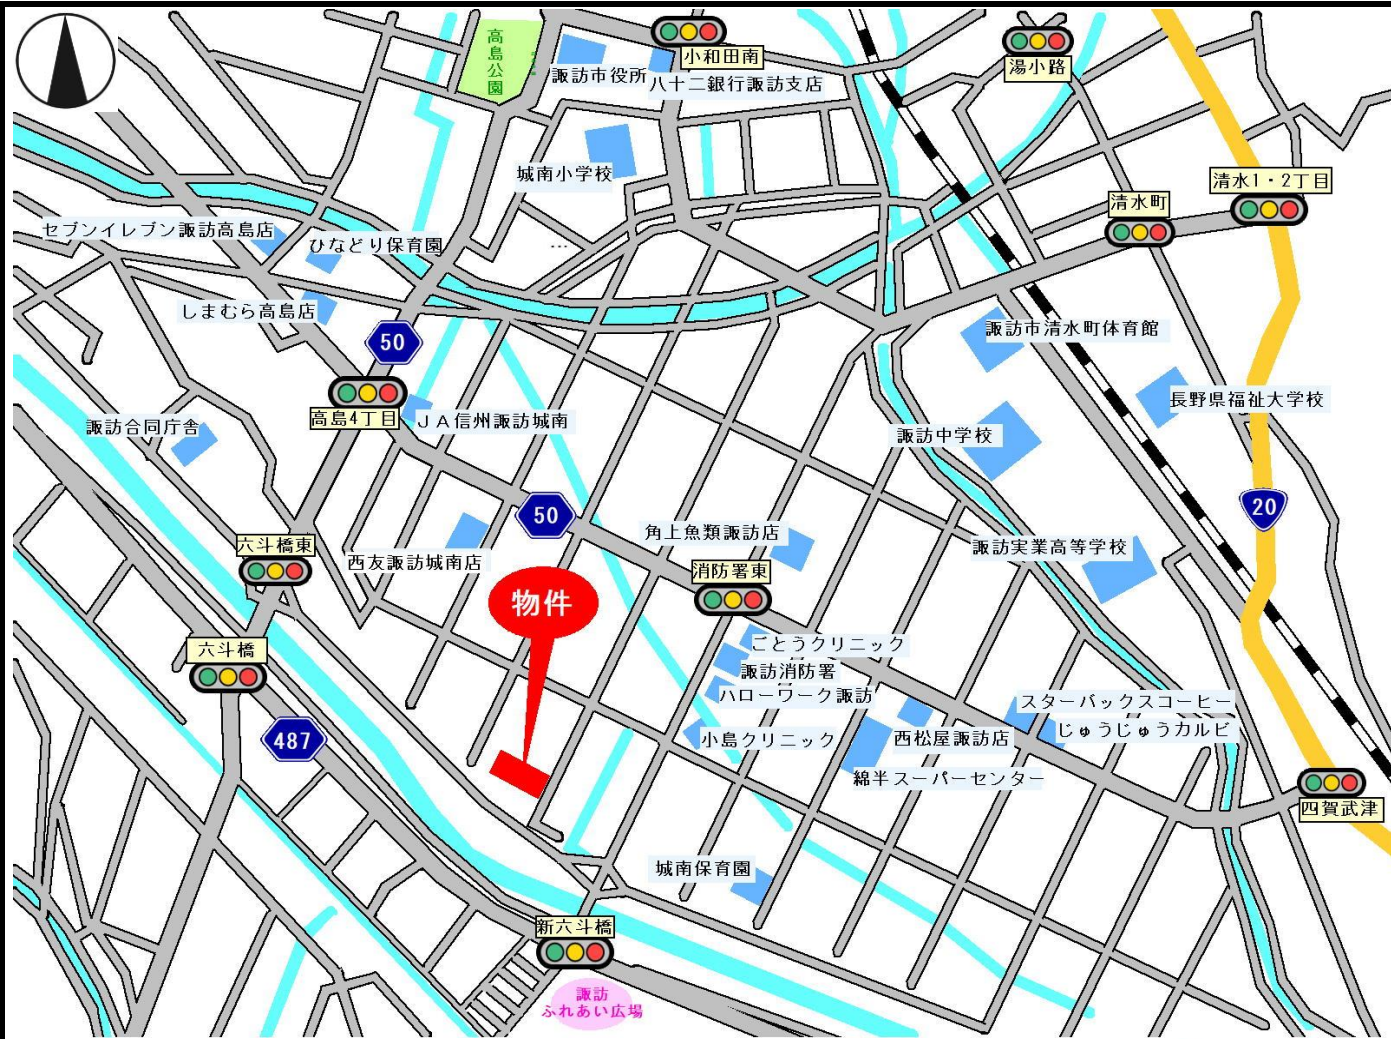 高島公園
諏訪市役所
小和田南
八十二銀行諏訪支店
湯小路
城南小学校
清水1・2丁目
清水町
セブンイレブン諏訪高島店
ひなどり保育園
…
しまむら高島店
50
諏訪市清水町体育館
高島4丁目
JA信州諏訪城南
長野県福祉大学校
諏訪合同庁舎
諏訪中学校
50
20
六斗橋東
西友諏訪城南店
角上魚類諏訪店
諏訪実業高等学校
消防署東
物件
ごとうクリニック
諏訪消防署
ハローワーク諏訪
六斗橋
487
小島クリニック
西松屋諏訪店
スターバックスコーヒー
じゅうじゅうカルビ
綿半スーパーセンター
四賀武津
城南保育園
新六斗橋
諏訪
ふれあい広場